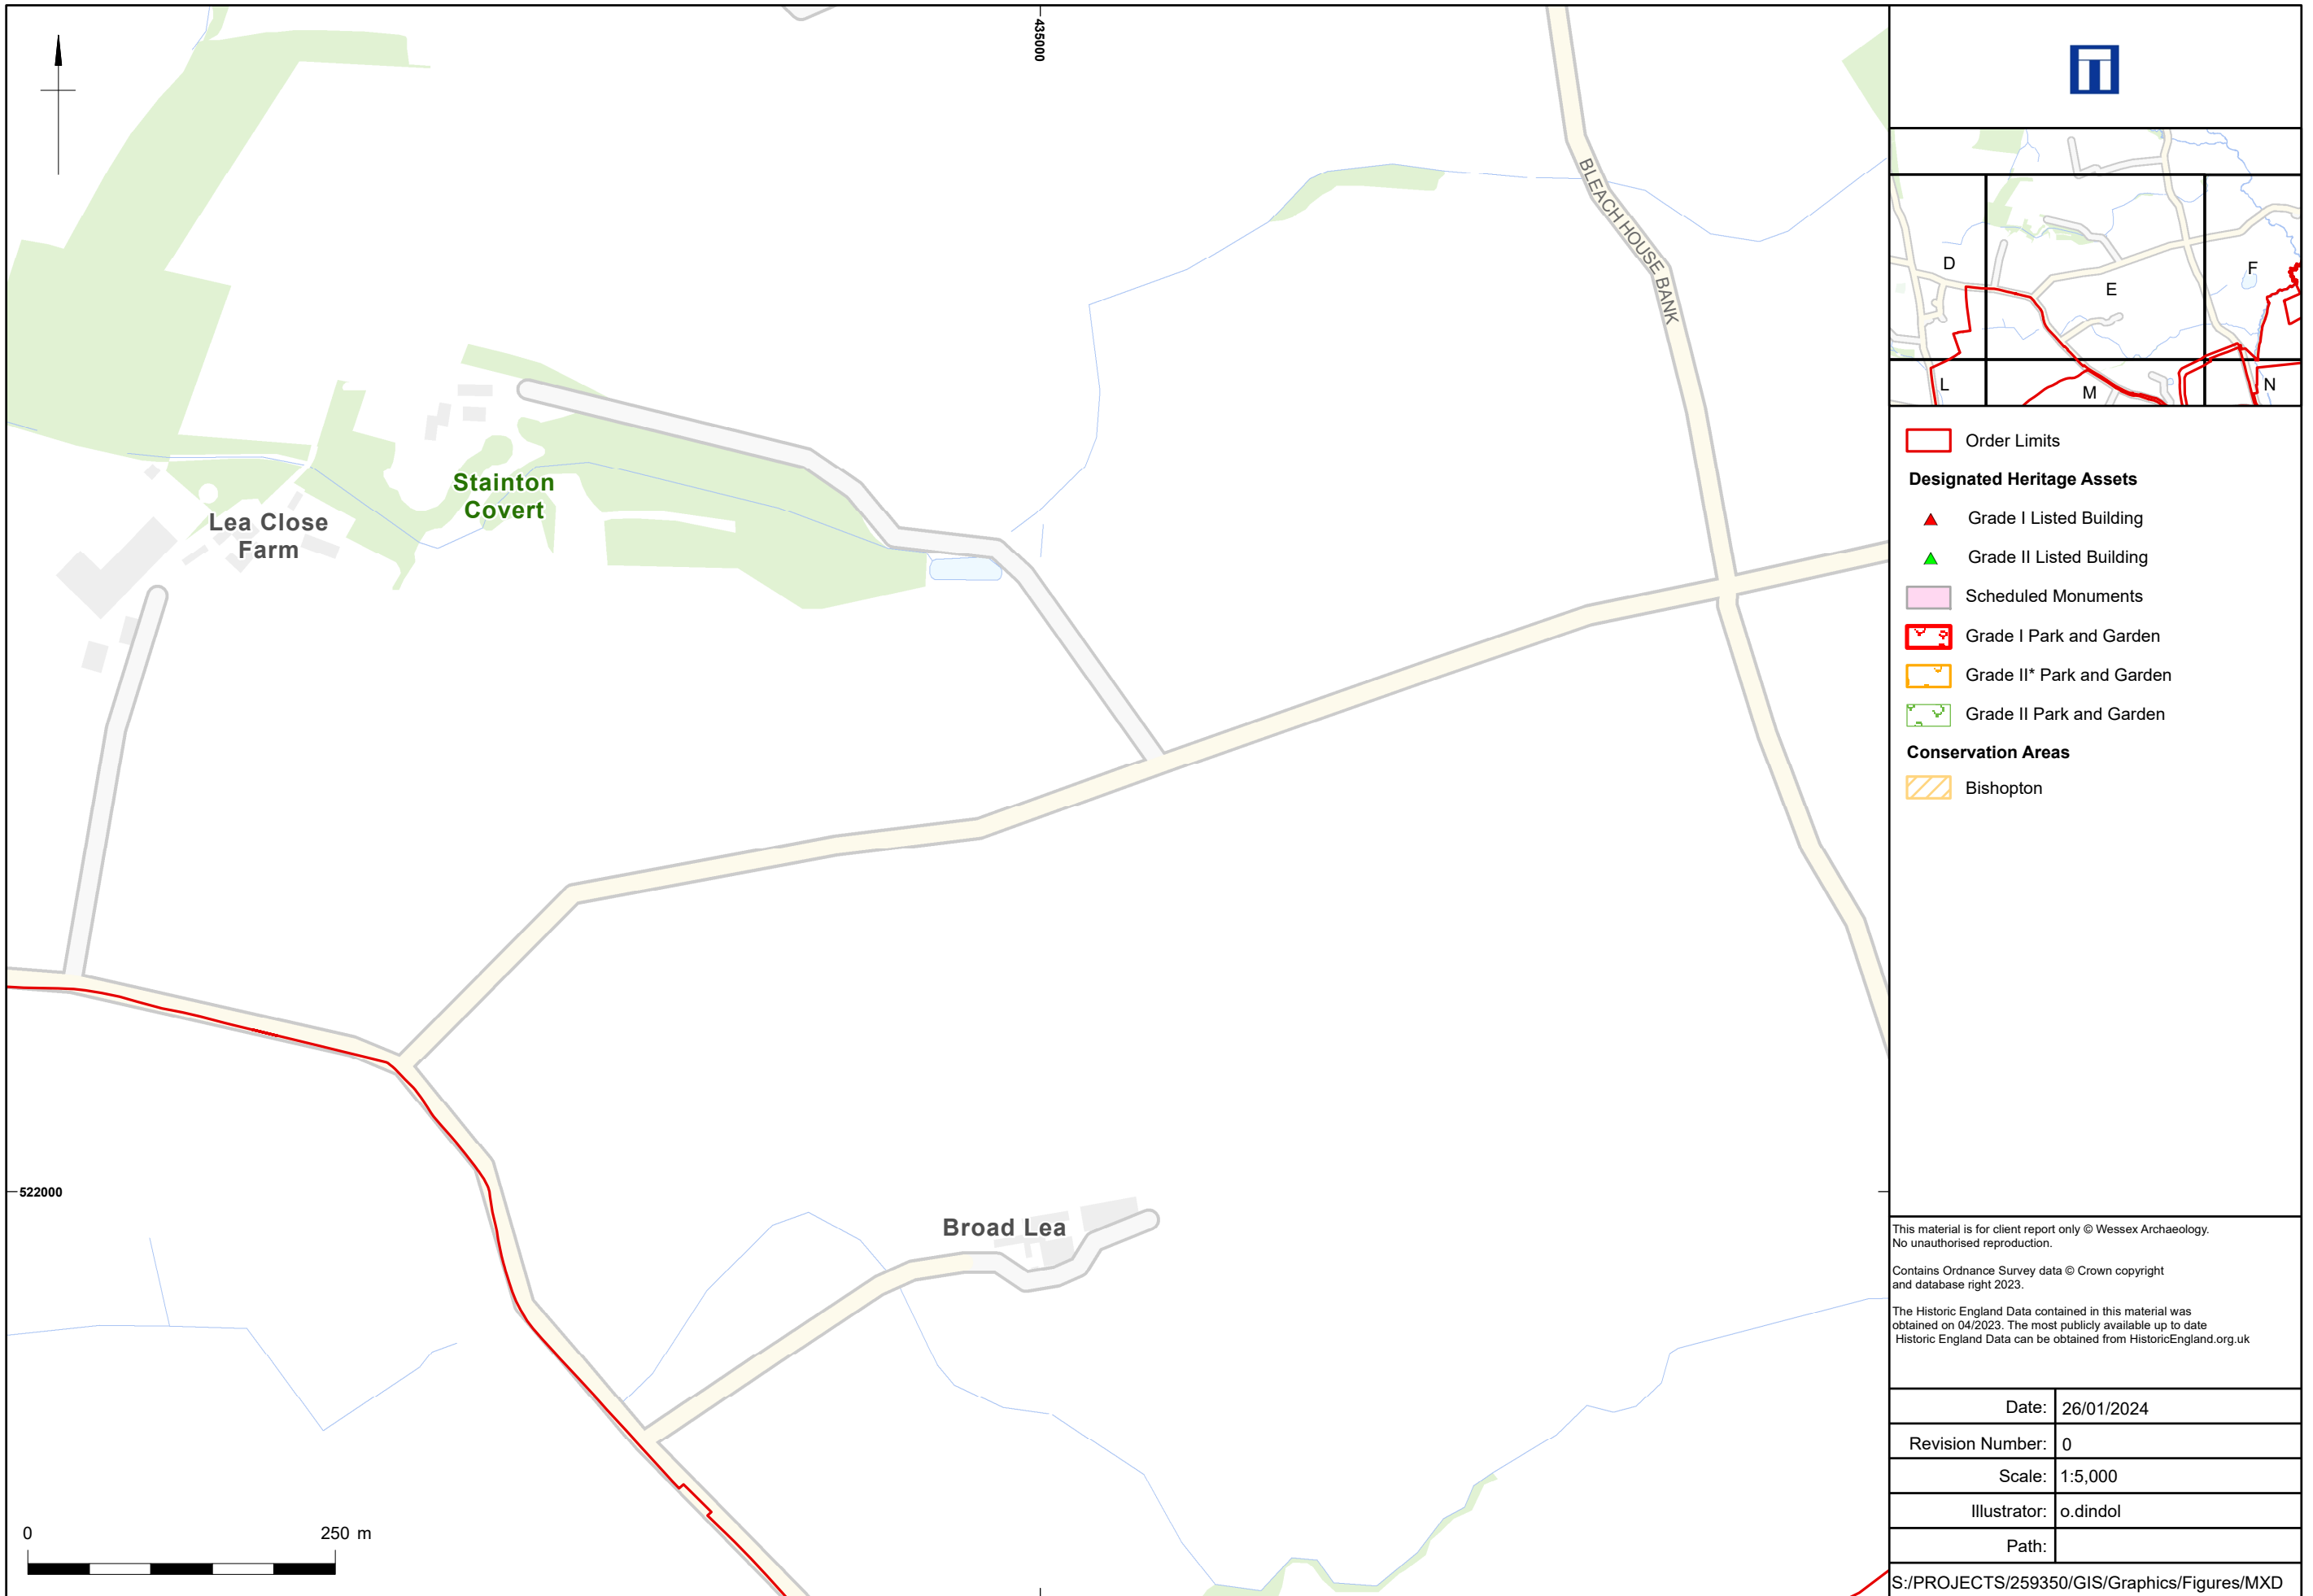 435000
BLEACH HOUSE BANK
Stainton
Covert
Lea Close
Farm
522000
Broad Lea
0 250 m
D
E
F
L
M
N
Order Limits
Designated Heritage Assets
Grade I Listed Building
Grade II Listed Building
Scheduled Monuments
Grade I Park and Garden
Grade II* Park and Garden
Grade II Park and Garden
Conservation Areas
Bishopton
This material is for client report only © Wessex Archaeology.
No unauthorised reproduction.
Contains Ordnance Survey data © Crown copyright
and database right 2023.
The Historic England Data contained in this material was
obtained on 04/2023. The most publicly available up to date
Historic England Data can be obtained from HistoricEngland.org.uk
Date: 26/01/2024
Revision Number: 0
Scale: 1:5,000
Illustrator: o.dindol
Path:
S:/PROJECTS/259350/GIS/Graphics/Figures/MXD